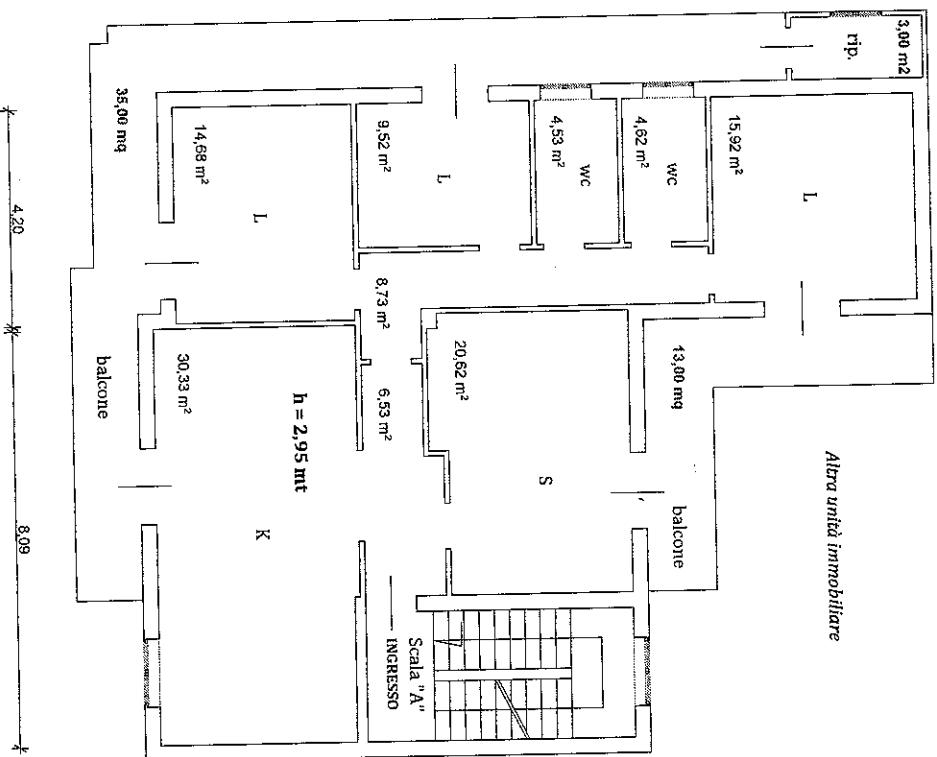 3,00 m2
rip.
35,00 mq
14,68 m²
L
9,52 m²
L
4,53 m²
wc
4,62 m²
wc
15,92 m²
L
4,20
8,73 m²
6,53 m²
20,62 m²
S
13,00 mq
balcone
Altra unità immobiliare
balcone
30,33 m²
h = 2,95 mt
K
8,09
Scala "A"
INGRESSO